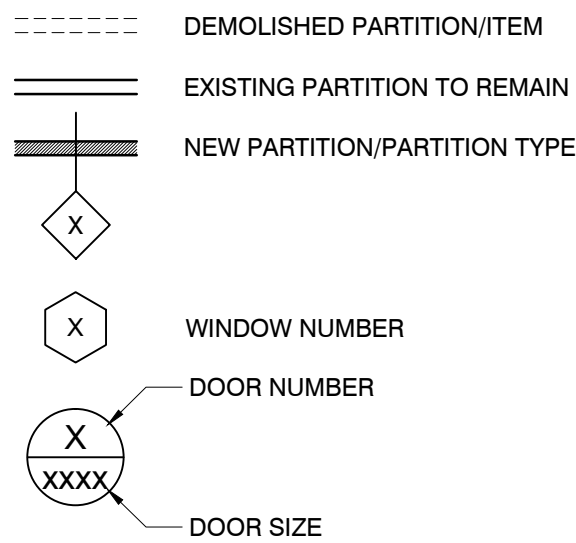 DEMOLISHED PARTITION/ITEM
EXISTING PARTITION TO REMAIN
NEW PARTITION/PARTITION TYPE
X
X
WINDOW NUMBER
DOOR NUMBER
X
XXXX
DOOR SIZE